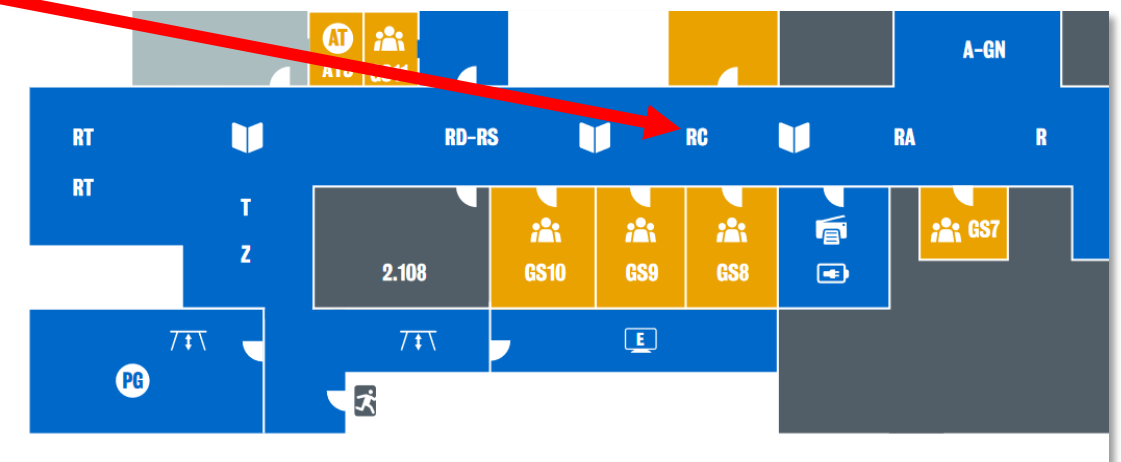 AT
A-GN
RT
RD-RS
RC
RA
R
RT
T
GS7
Z
2.108
GS10
GS9
GS8
E
PG